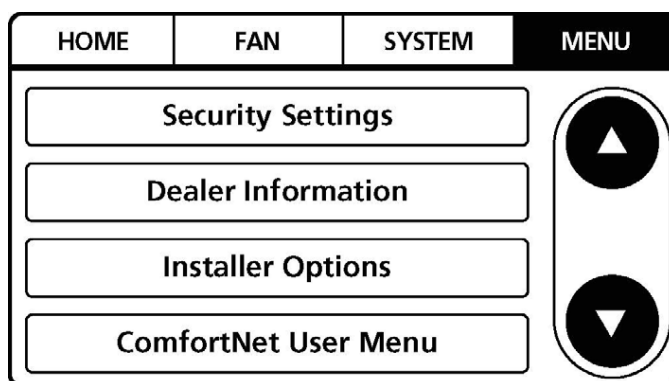 HOME FAN SYSTEM MENU
Security Settings
Dealer Information
Installer Options
ComfortNet User Menu